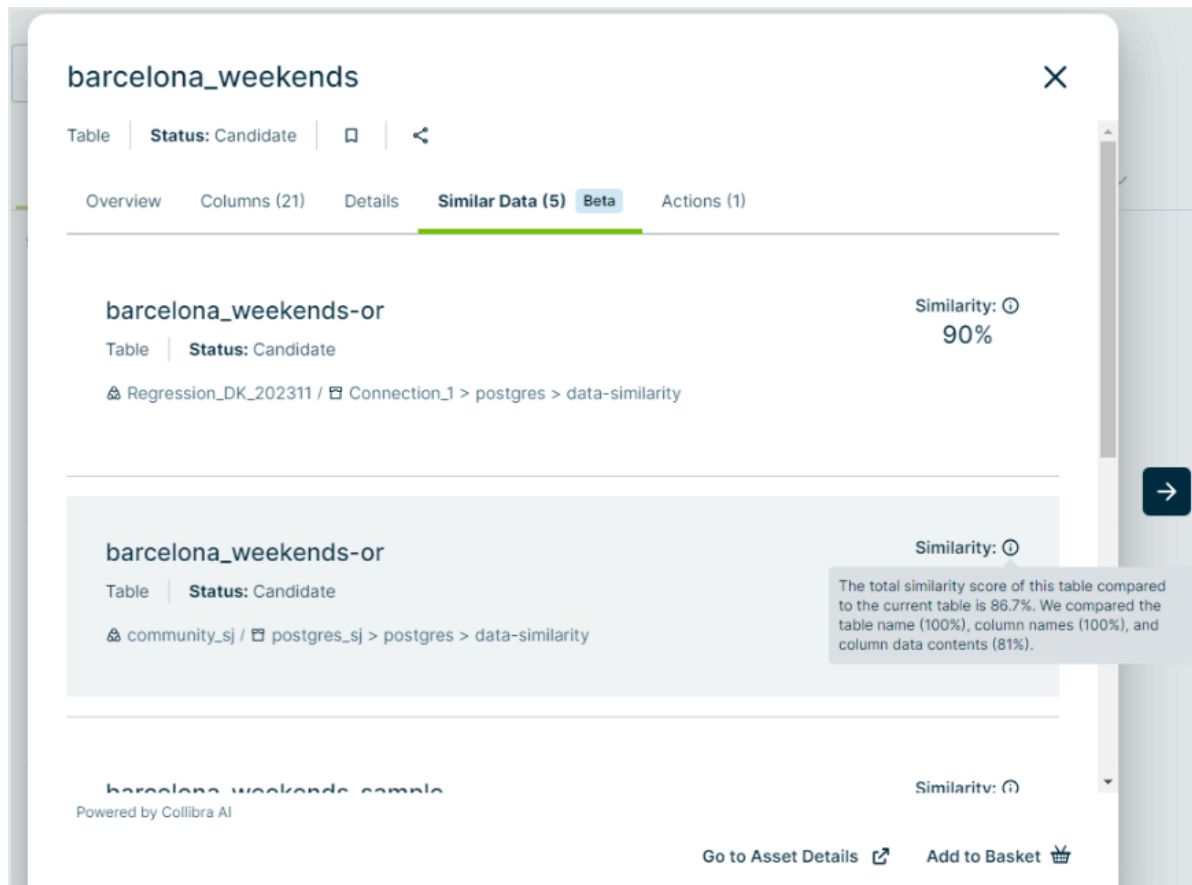 barcelona_weekends
Table Status: Candidate
Overview Columns (21) Details Similar Data (5) Beta Actions (1)
barcelona_weekends-or
Similarity:
90%
Table Status: Candidate
Regression_DK_202311 / Connection_1 > postgres > data-similarity
barcelona_weekends-or
Similarity:
Table Status: Candidate
community_sj / postgres_sj > postgres > data-similarity
The total similarity score of this table compared
to the current table is 86.7%. We compared the
table name (100%), column names (100%), and
column data contents (81%).
barcelona_weekends_sample
Similarity:
Powered by Collibra AI
Go to Asset Details Add to Basket